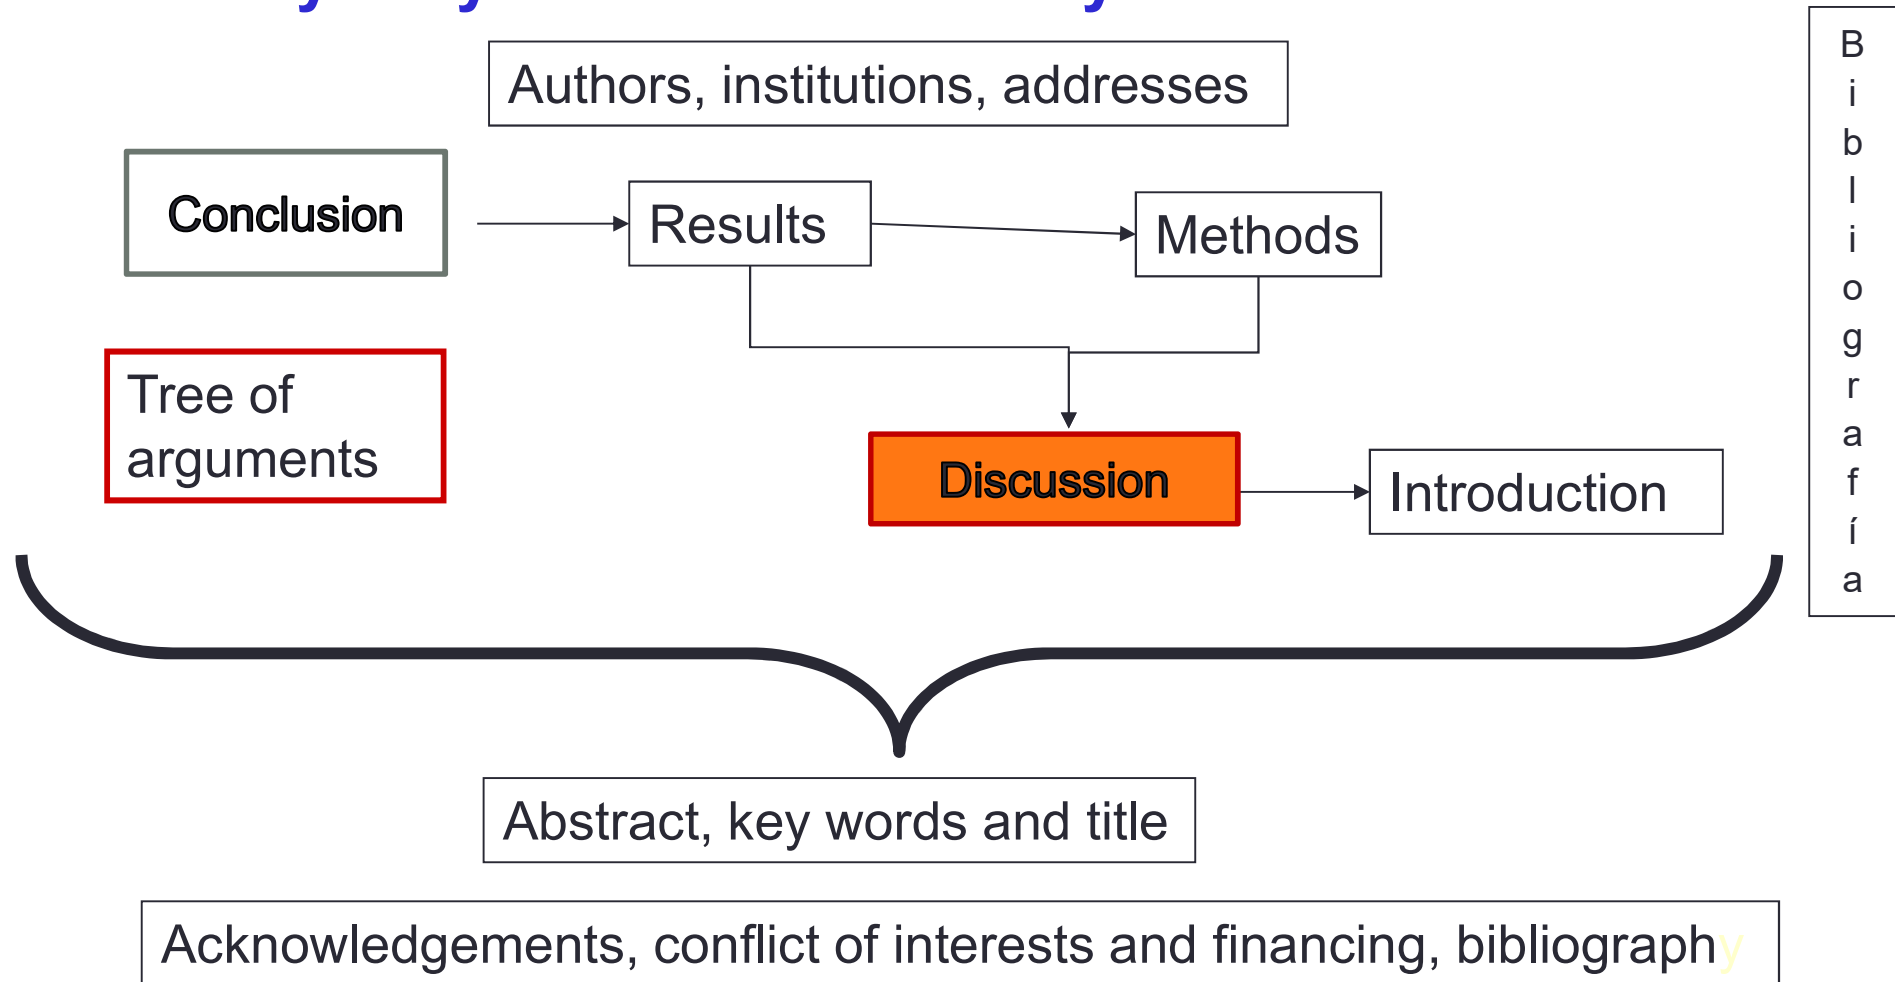 Authors, institutions, addresses
Conclusion
Results
Methods
Tree of
arguments
Discussion
Introduction
B
i
b
l
i
o
g
r
a
f
í
a
Abstract, key words and title
Acknowledgements, conflict of interests and financing, bibliography